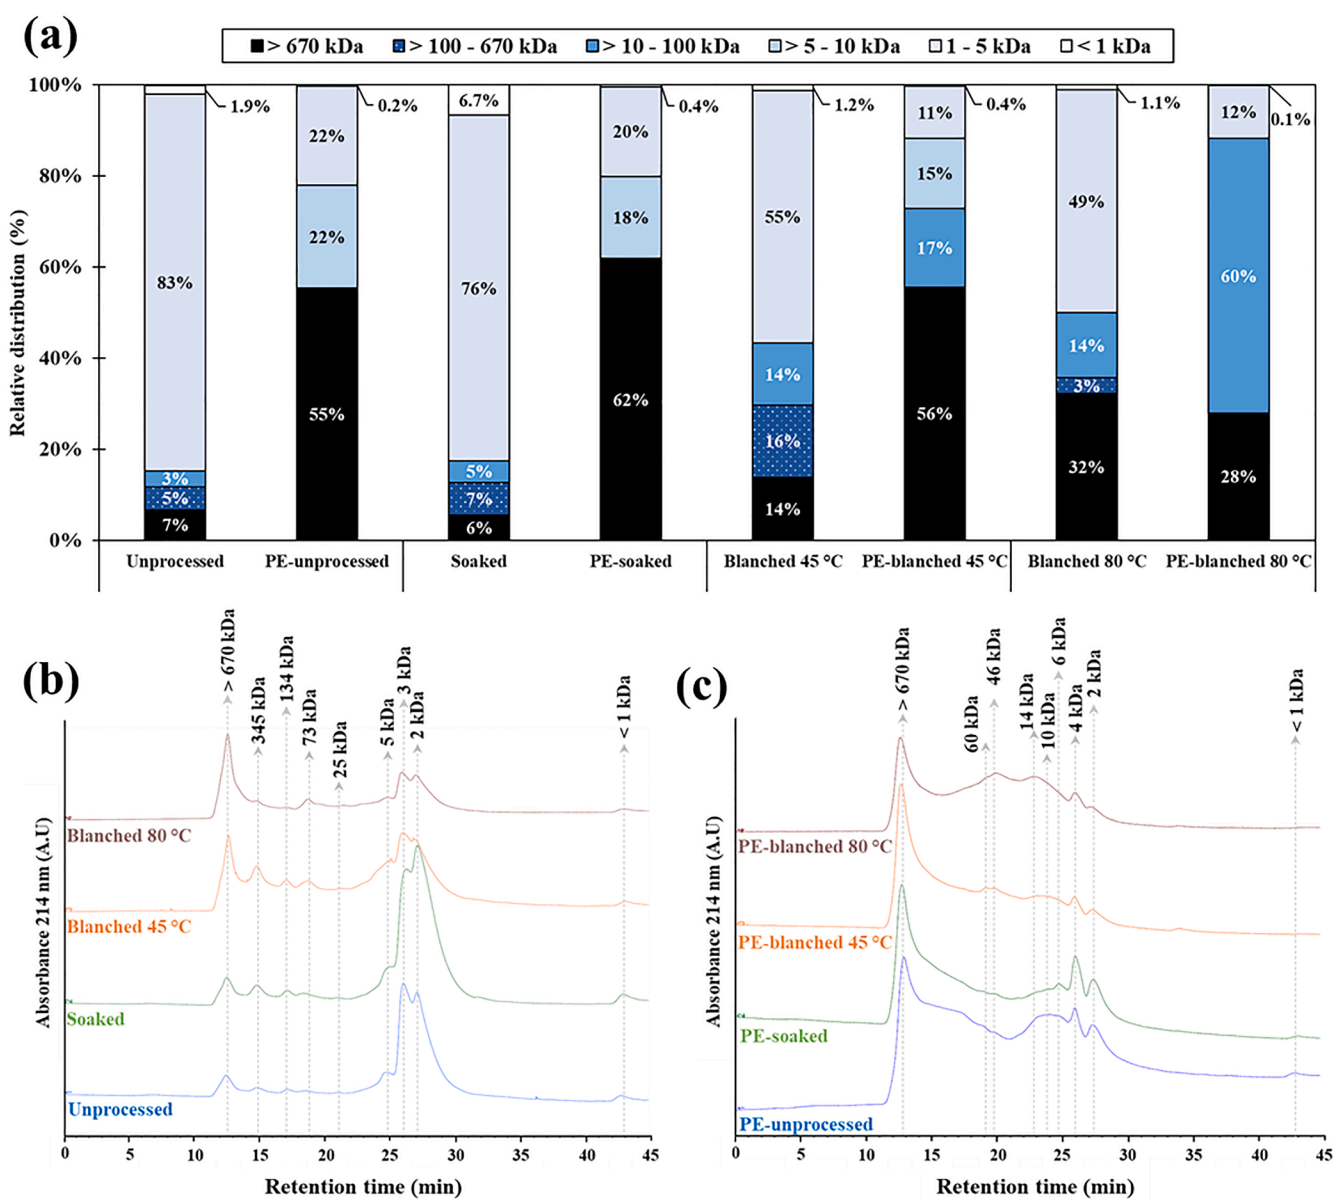 (a)
> 670 kDa > 100 - 670 kDa > 10 - 100 kDa > 5 - 10 kDa 1 - 5 kDa < 1 kDa
Relative distribution (%)
100%
80%
60%
40%
20%
0%
1.9%
83%
3%
5%
7%
0.2%
22%
22%
55%
6.7%
76%
5%
7%
6%
0.4%
20%
18%
62%
1.2%
55%
14%
16%
14%
0.4%
11%
15%
17%
56%
1.1%
49%
14%
3%
32%
0.1%
12%
60%
28%
Unprocessed PE-unprocessed Soaked PE-soaked Blanched 45 °C PE-blanched 45 °C Blanched 80 °C PE-blanched 80 °C
(b)
Absorbance 214 nm (A.U)
> 670 kDa
345 kDa
134 kDa
73 kDa
25 kDa
5 kDa
3 kDa
2 kDa
< 1 kDa
Blanched 80 °C
Blanched 45 °C
Soaked
Unprocessed
0 5 10 15 20 25 30 35 40 45
Retention time (min)
(c)
Absorbance 214 nm (A.U)
> 670 kDa
60 kDa
46 kDa
14 kDa
10 kDa
6 kDa
4 kDa
2 kDa
< 1 kDa
PE-blanched 80 °C
PE-blanched 45 °C
PE-soaked
PE-unprocessed
0 5 10 15 20 25 30 35 40 45
Retention time (min)